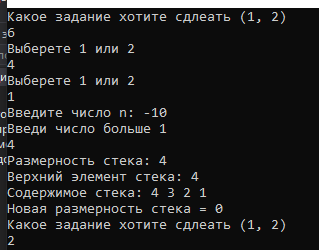 Какое задание хотите сдлеать (1, 2)
6
Выберете 1 или 2
4
Выберете 1 или 2
1
Введите число n: -10
Введи число больше 1
4
Размерность стека: 4
Верхний элемент стека: 4
Содержимое стека: 4 3 2 1
Новая размерность стека = 0
Какое задание хотите сдлеать (1, 2)
2